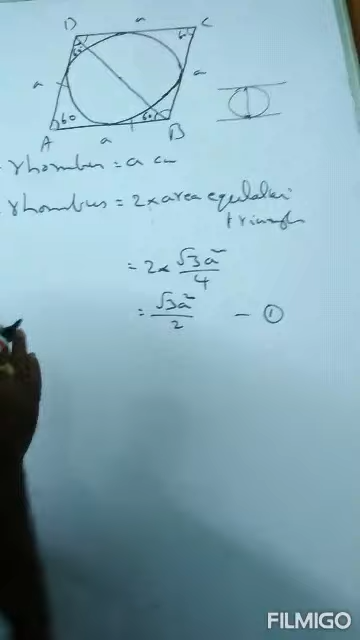 D a C
60 60
a a
60 60
A a B
rhombus = a cm
rhombus = 2 × area equilateral
triangle
= 2 × √3a²/4
= √3a²/2 - ①
FILMIGO